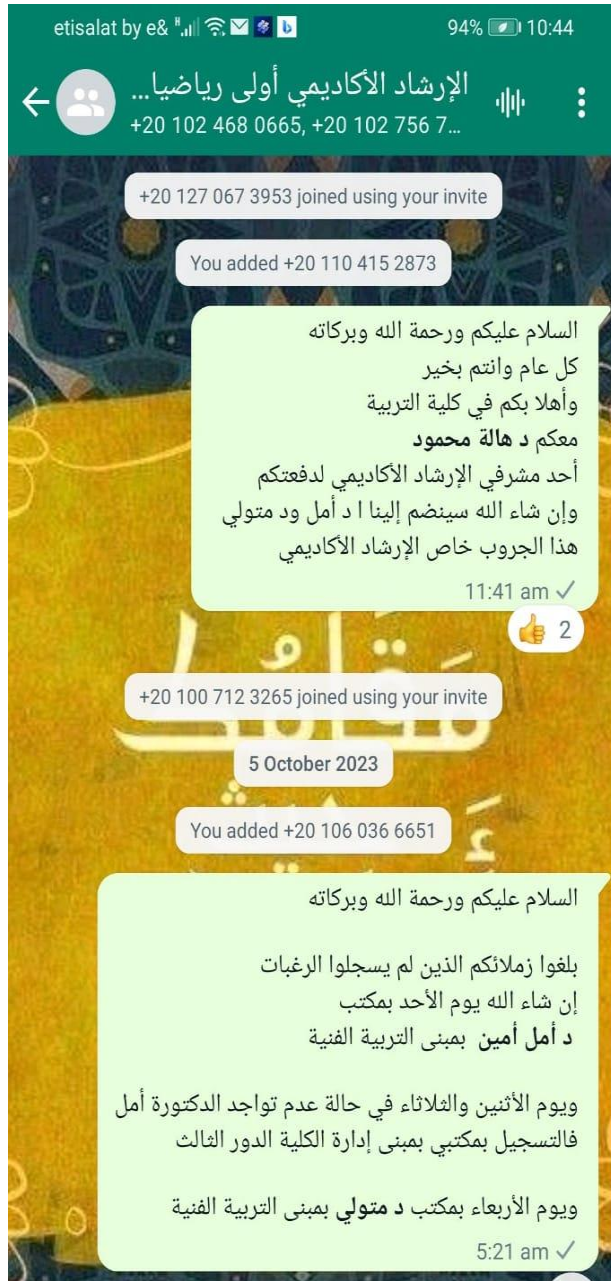 etisalat by e& 94% 10:44
الإرشاد الأكاديمي أولى رياضيا...
+20 102 468 0665, +20 102 756 7...
+20 127 067 3953 joined using your invite
You added +20 110 415 2873
السلام عليكم ورحمة الله وبركاته
كل عام وانتم بخير
وأهلا بكم في كلية التربية
معكم د هالة محمود
أحد مشرفي الإرشاد الأكاديمي لدفعتكم
وإن شاء الله سينضم إلينا ا د أمل ود متولي
هذا الجروب خاص الإرشاد الأكاديمي
11:41 am
2
+20 100 712 3265 joined using your invite
5 October 2023
You added +20 106 036 6651
السلام عليكم ورحمة الله وبركاته
بلغوا زملائكم الذين لم يسجلوا الرغبات
إن شاء الله يوم الأحد بمكتب
د أمل أمين بمبنى التربية الفنية
ويوم الأثنين والثلاثاء في حالة عدم تواجد الدكتورة أمل
فالتسجيل بمكتبي بمبنى إدارة الكلية الدور الثالث
ويوم الأربعاء بمكتب د متولي بمبنى التربية الفنية
5:21 am